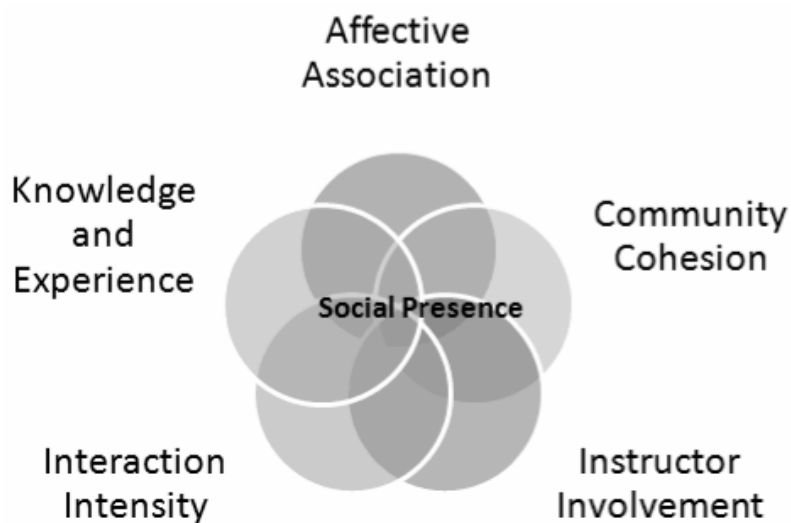 Affective
Association
Knowledge
and
Experience
Community
Cohesion
Social Presence
Interaction
Intensity
Instructor
Involvement